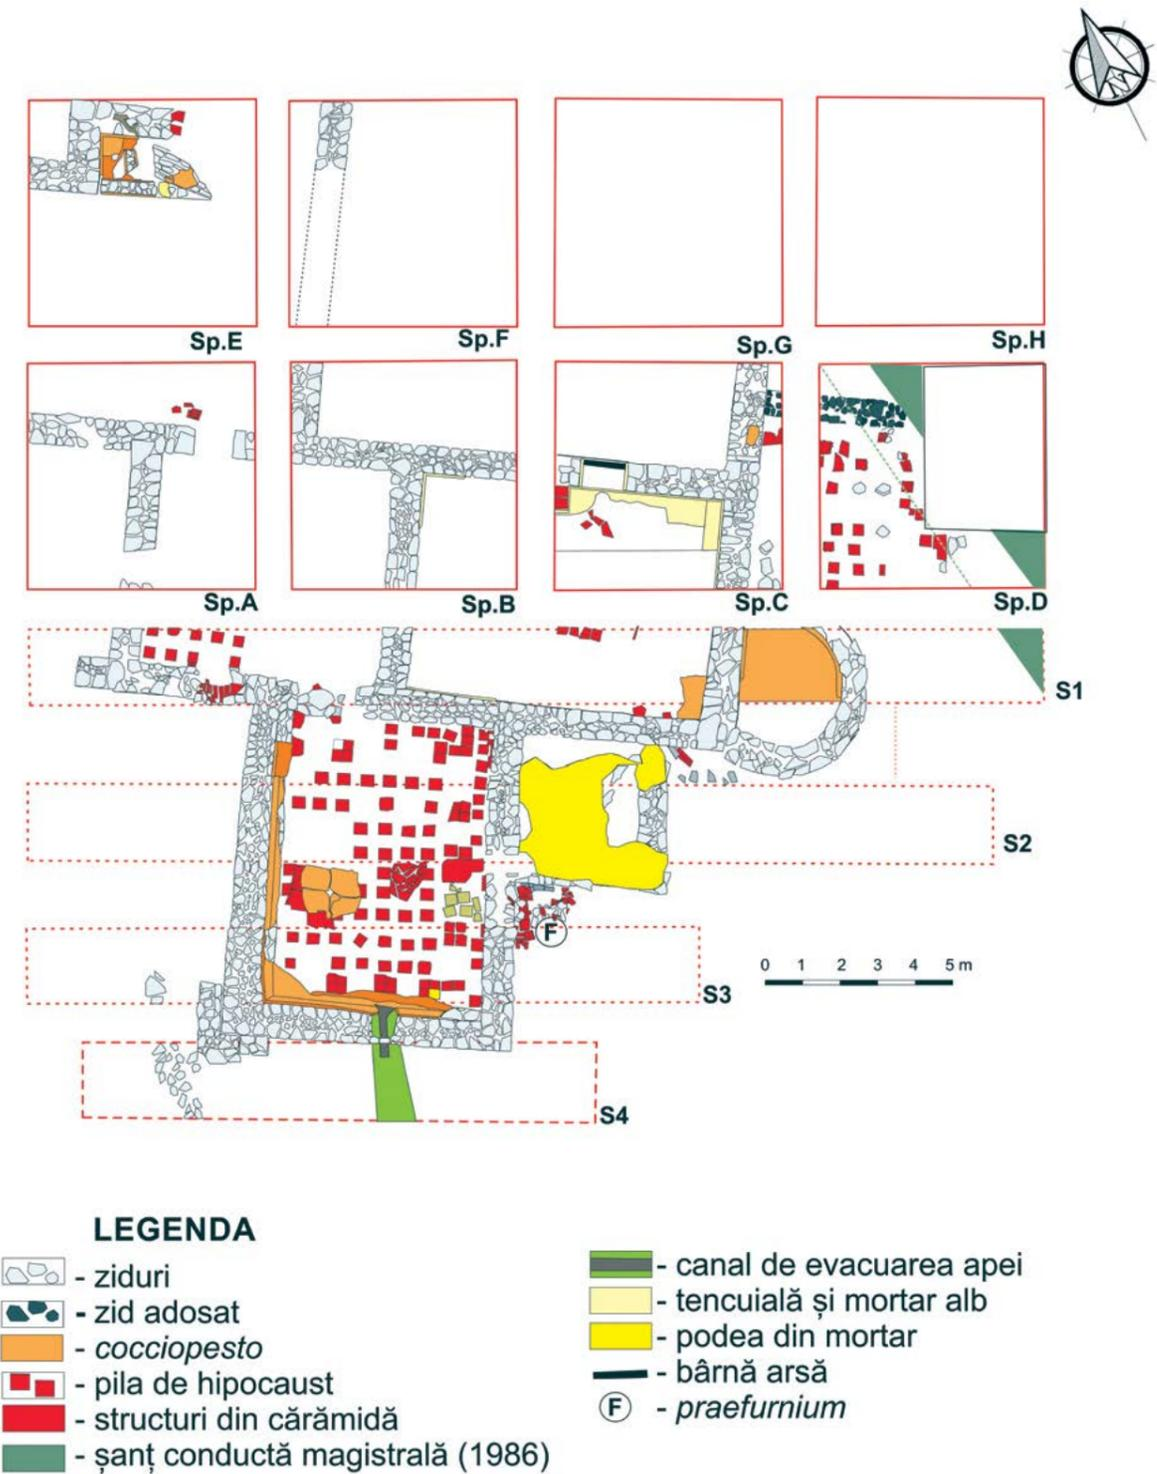 N
Sp.E
Sp.F
Sp.G
Sp.H
Sp.A
Sp.B
Sp.C
Sp.D
S1
S2
F
0 1 2 3 4 5 m
S3
S4
LEGENDA
- ziduri
- zid adosat
- cocciopesto
- pila de hipocaust
- structuri din cărămidă
- șanț conductă magistrală (1986)
- canal de evacuarea apei
- tencuială și mortar alb
- podea din mortar
- bârnă arsă
F - praefurnium